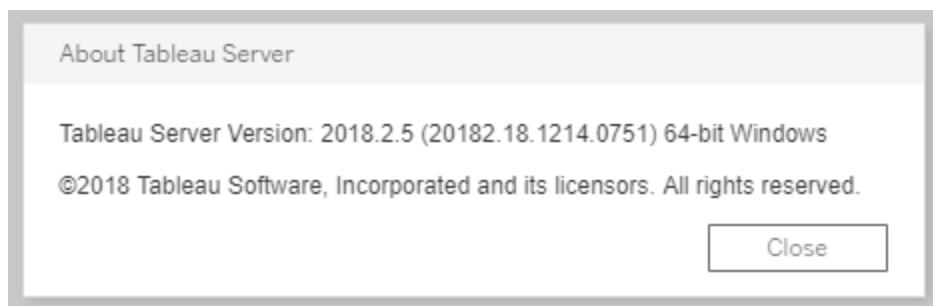 About Tableau Server
Tableau Server Version: 2018.2.5 (20182.18.1214.0751) 64-bit Windows
©2018 Tableau Software, Incorporated and its licensors. All rights reserved.
Close